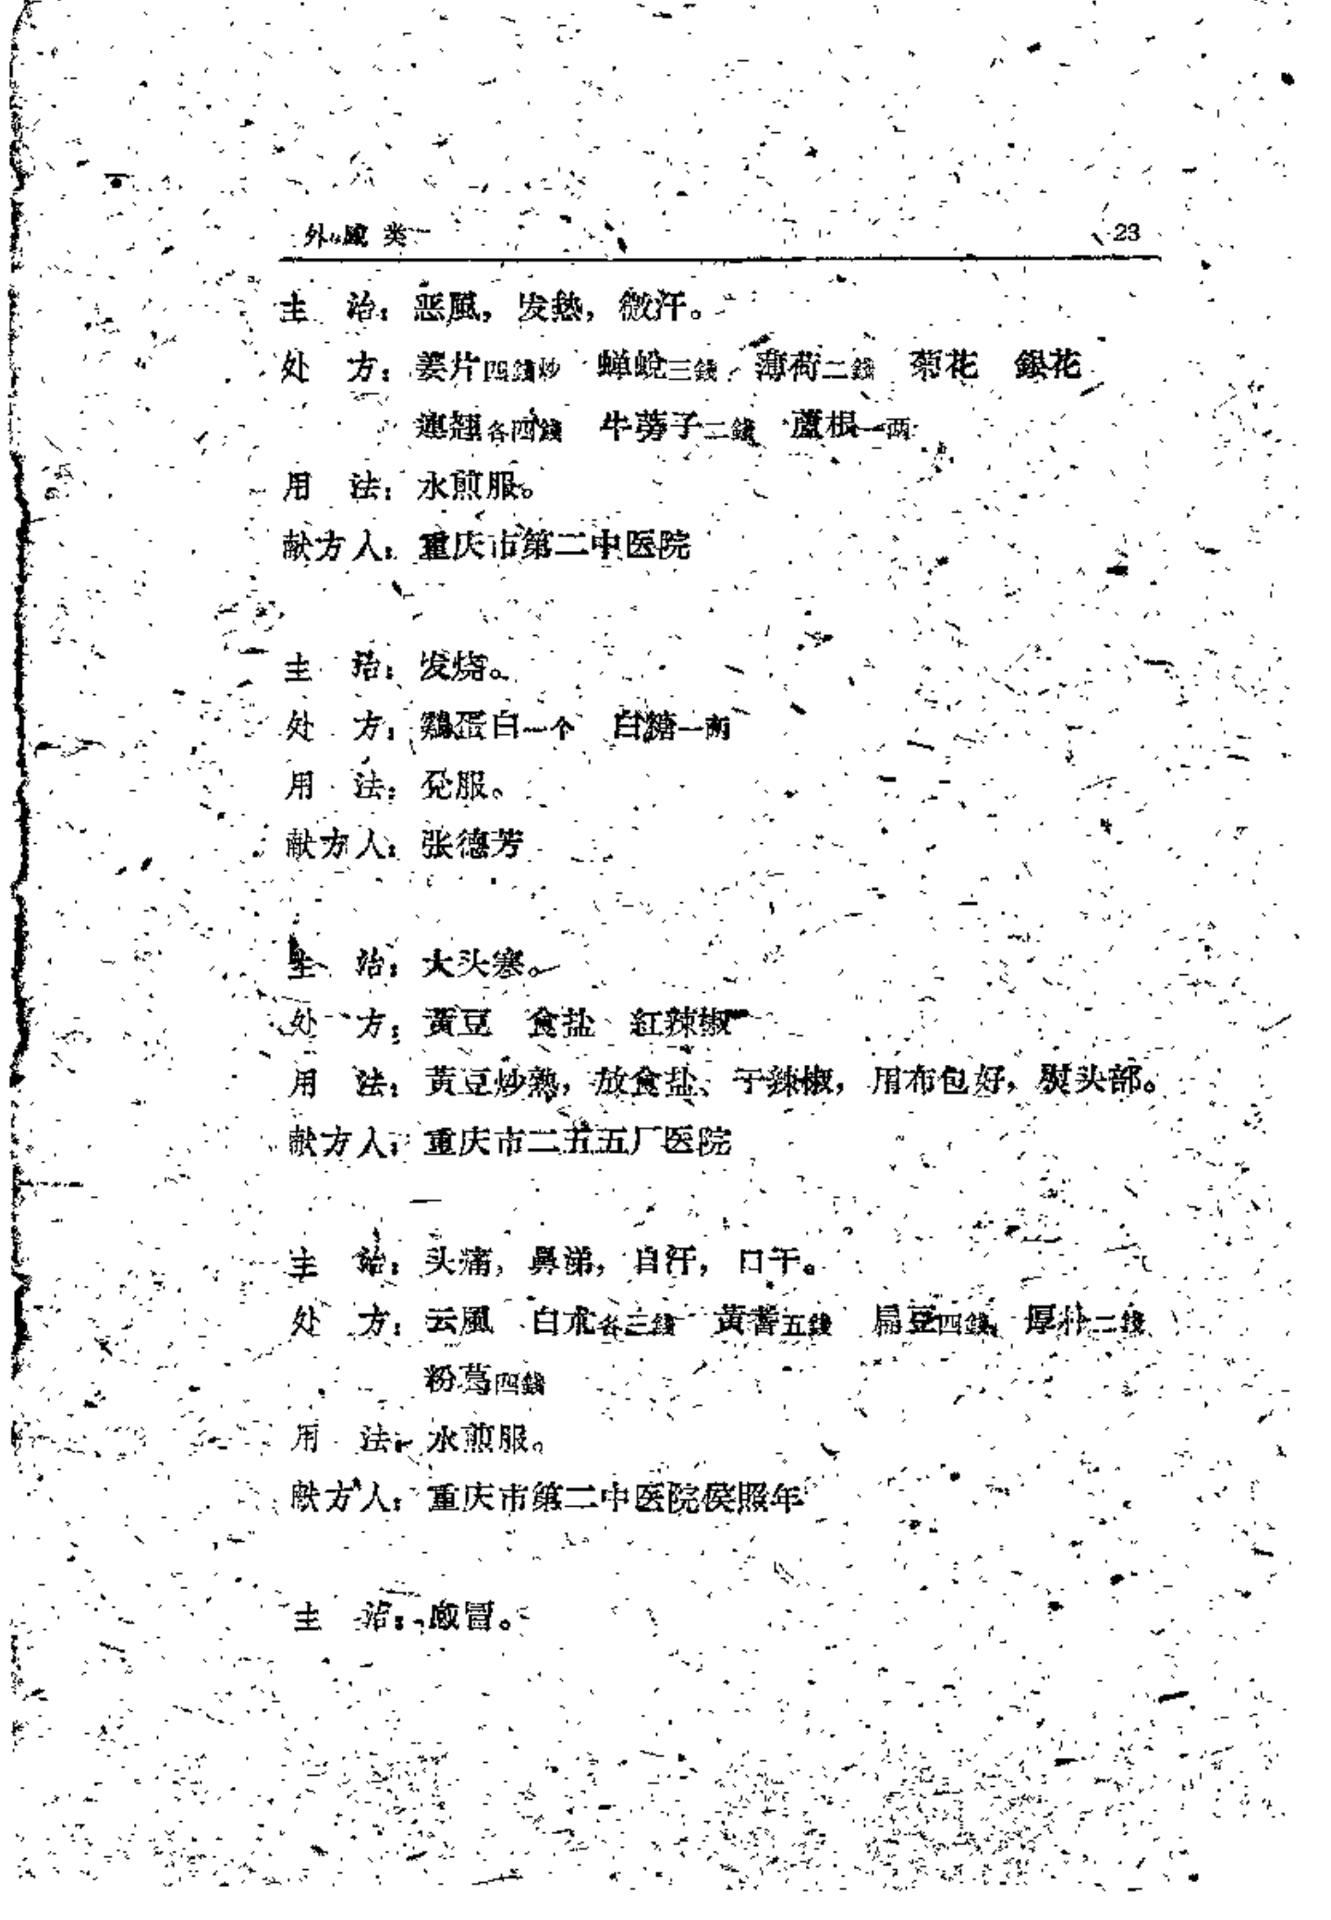 外感类 23
主 治：恶風，发热，微汗。
处 方：姜片四錢炒 蝉蛻三錢 薄荷二錢 菊花 銀花
連翘各四錢 牛蒡子二錢 蘆根一两
用 法：水煎服。
献方人：重庆市第二中医院
主 治：发烧。
处 方：鷄蛋白一个 白糖一两
用 法：兌服。
献方人：张德芳
主 治：大头寒。
处 方：黃豆 食盐 紅辣椒
用 法：黃豆炒熟，放食盐、干辣椒，用布包好，熨头部。
献方人：重庆市二五五厂医院
主 治：头痛，鼻涕，自汗，口干。
处 方：云風 白朮各三錢 黃耆五錢 扁豆四錢 厚朴二錢
粉葛四錢
用 法：水煎服。
献方人：重庆市第二中医院侯照年
主 治：感冒。